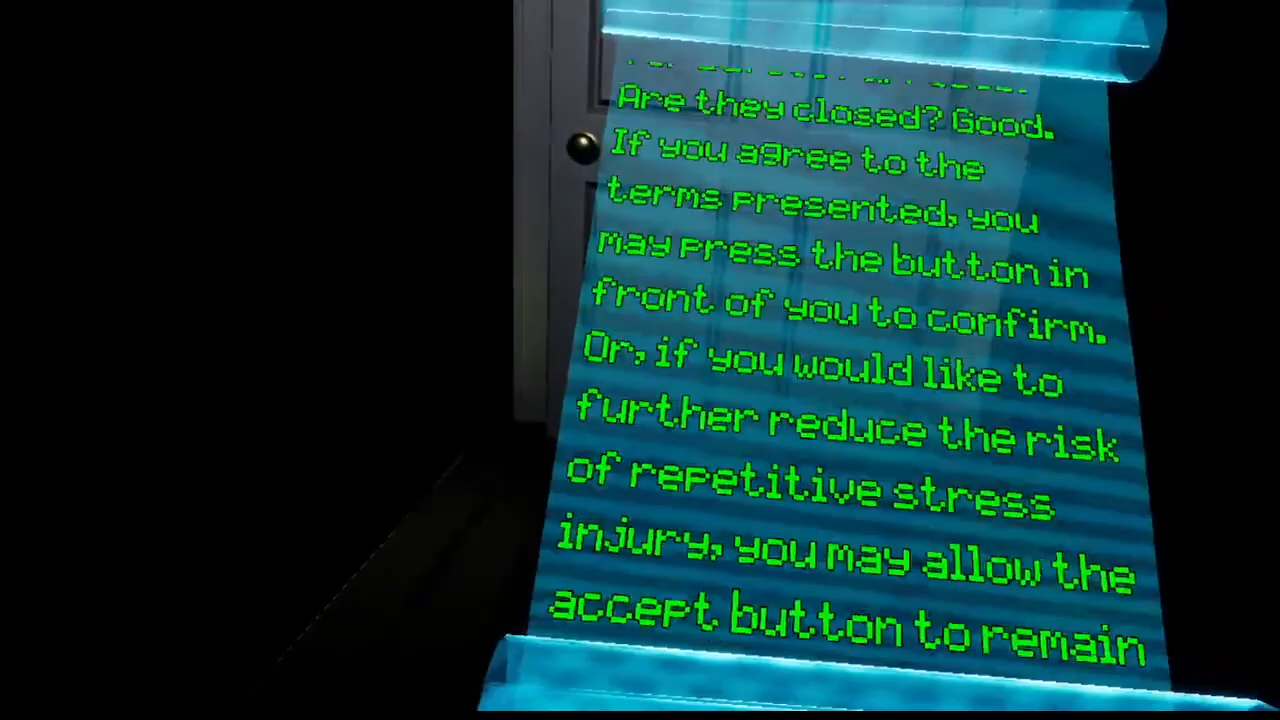 Are they closed? Good.
If you agree to the
terms presented, you
may press the button in
front of you to confirm.
Or, if you would like to
further reduce the risk
of repetitive stress
injury, you may allow the
accept button to remain